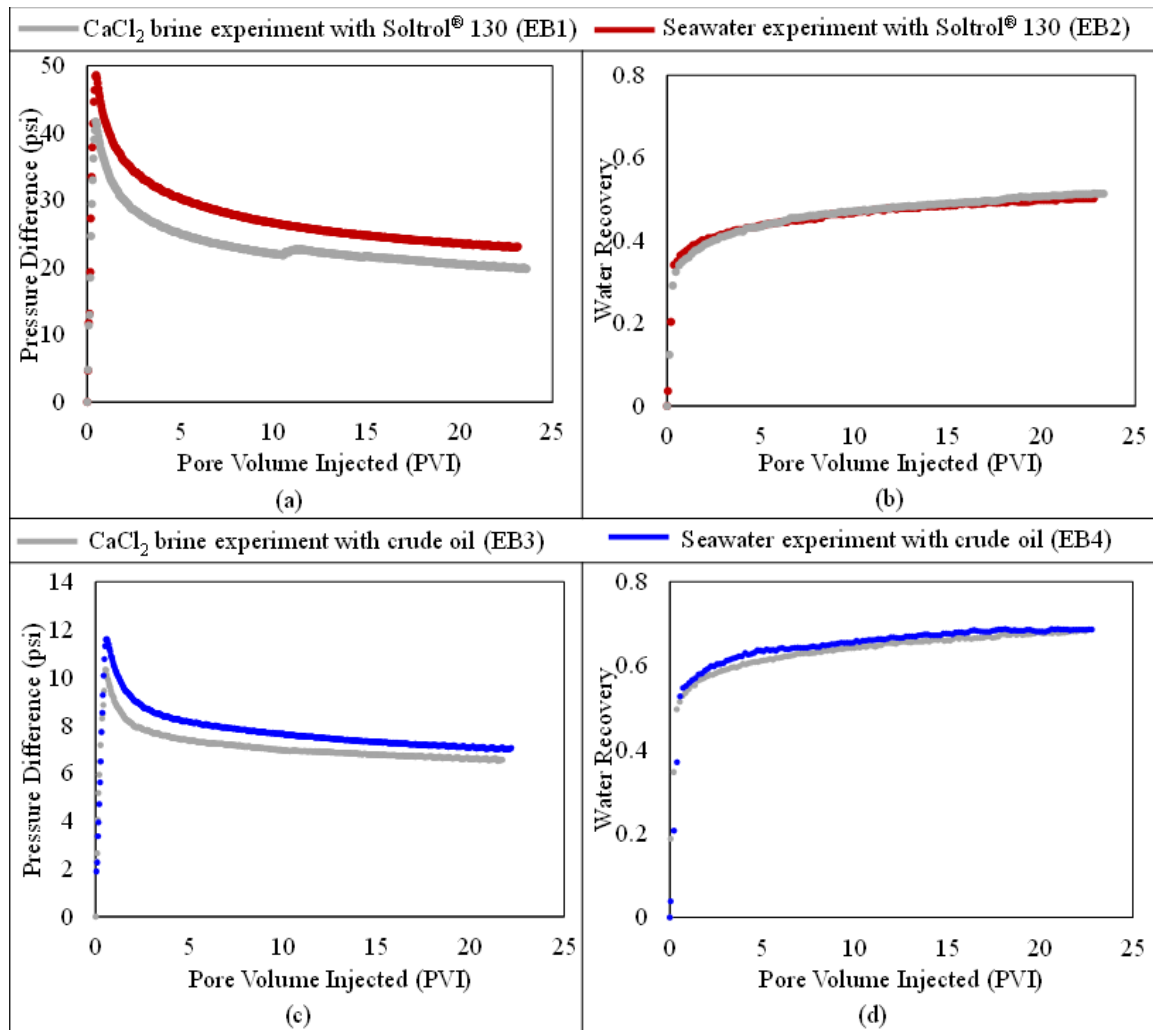 CaCl₂ brine experiment with Soltrol® 130 (EB1) Seawater experiment with Soltrol® 130 (EB2)
50
40
30
20
10
0
Pressure Difference (psi)
0 5 10 15 20 25
Pore Volume Injected (PVI)
(a)
0.8
0.6
0.4
0.2
0
Water Recovery
0 5 10 15 20 25
Pore Volume Injected (PVI)
(b)
CaCl₂ brine experiment with crude oil (EB3) Seawater experiment with crude oil (EB4)
14
12
10
8
6
4
2
0
Pressure Difference (psi)
0 5 10 15 20 25
Pore Volume Injected (PVI)
(c)
0.8
0.6
0.4
0.2
0
Water Recovery
0 5 10 15 20 25
Pore Volume Injected (PVI)
(d)